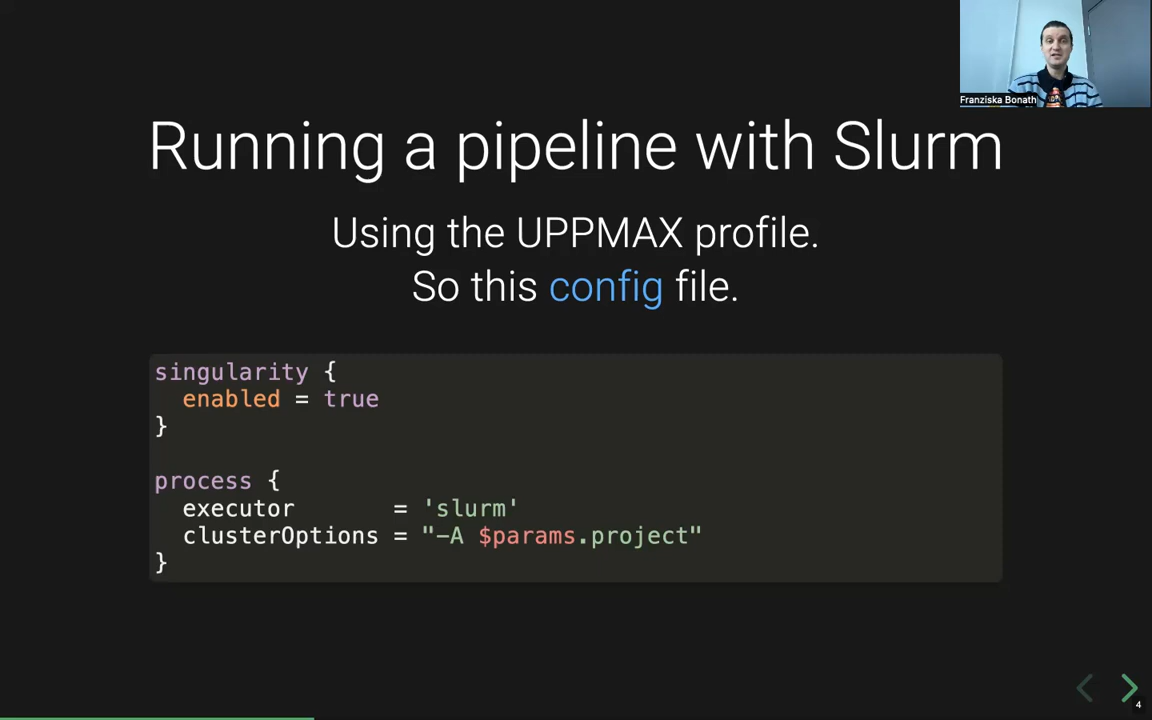 Franziska Bonath
Running a pipeline with Slurm
Using the UPPMAX profile.
So this config file.
singularity {
  enabled = true
}
process {
  executor       = 'slurm'
  clusterOptions = "-A $params.project"
}
4